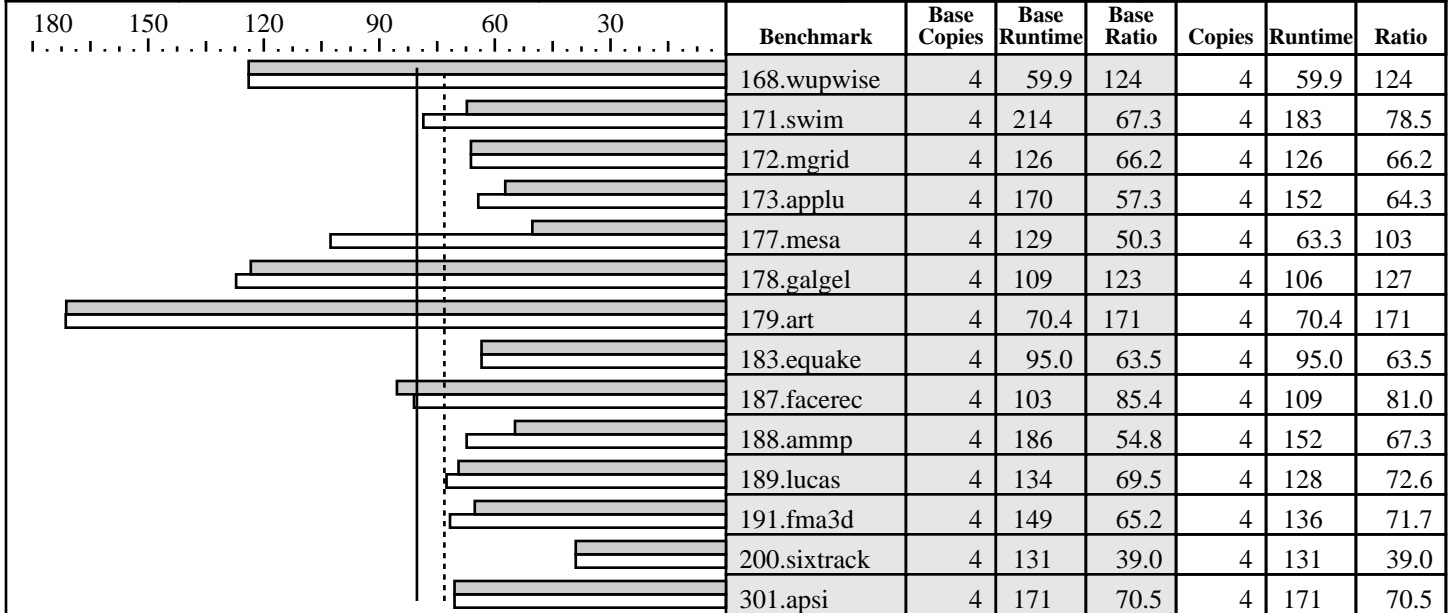 180 150 120 90 60 30 Benchmark Base Copies Base Runtime Base Ratio Copies Runtime Ratio
168.wupwise 4 59.9 124 4 59.9 124
171.swim 4 214 67.3 4 183 78.5
172.mgrid 4 126 66.2 4 126 66.2
173.applu 4 170 57.3 4 152 64.3
177.mesa 4 129 50.3 4 63.3 103
178.galgel 4 109 123 4 106 127
179.art 4 70.4 171 4 70.4 171
183.equake 4 95.0 63.5 4 95.0 63.5
187.facerec 4 103 85.4 4 109 81.0
188.ammp 4 186 54.8 4 152 67.3
189.lucas 4 134 69.5 4 128 72.6
191.fma3d 4 149 65.2 4 136 71.7
200.sixtrack 4 131 39.0 4 131 39.0
301.apsi 4 171 70.5 4 171 70.5